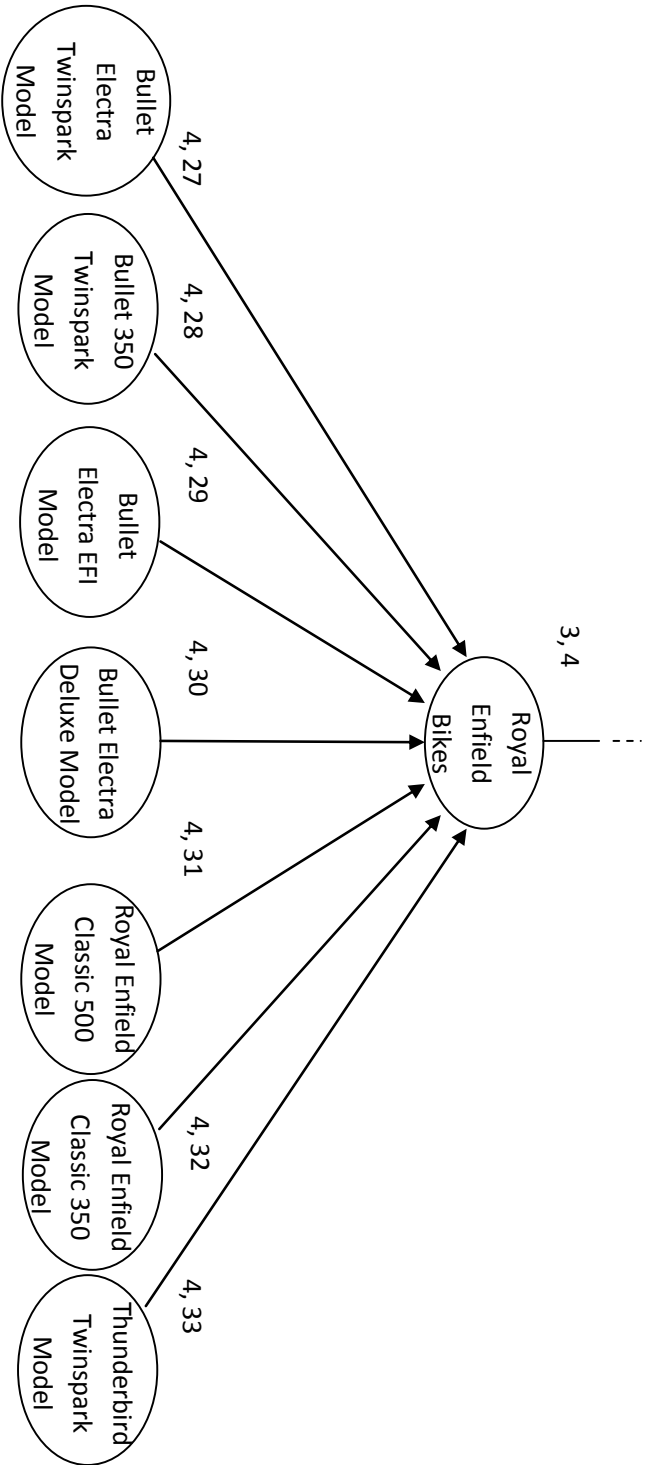 3, 4
Royal
Enfield
Bikes
4, 27
4, 28
4, 29
4, 30
4, 31
4, 32
4, 33
Bullet
Electra
Twinspark
Model
Bullet 350
Twinspark
Model
Bullet
Electra EFI
Model
Bullet Electra
Deluxe Model
Royal Enfield
Classic 500
Model
Royal Enfield
Classic 350
Model
Thunderbird
Twinspark
Model